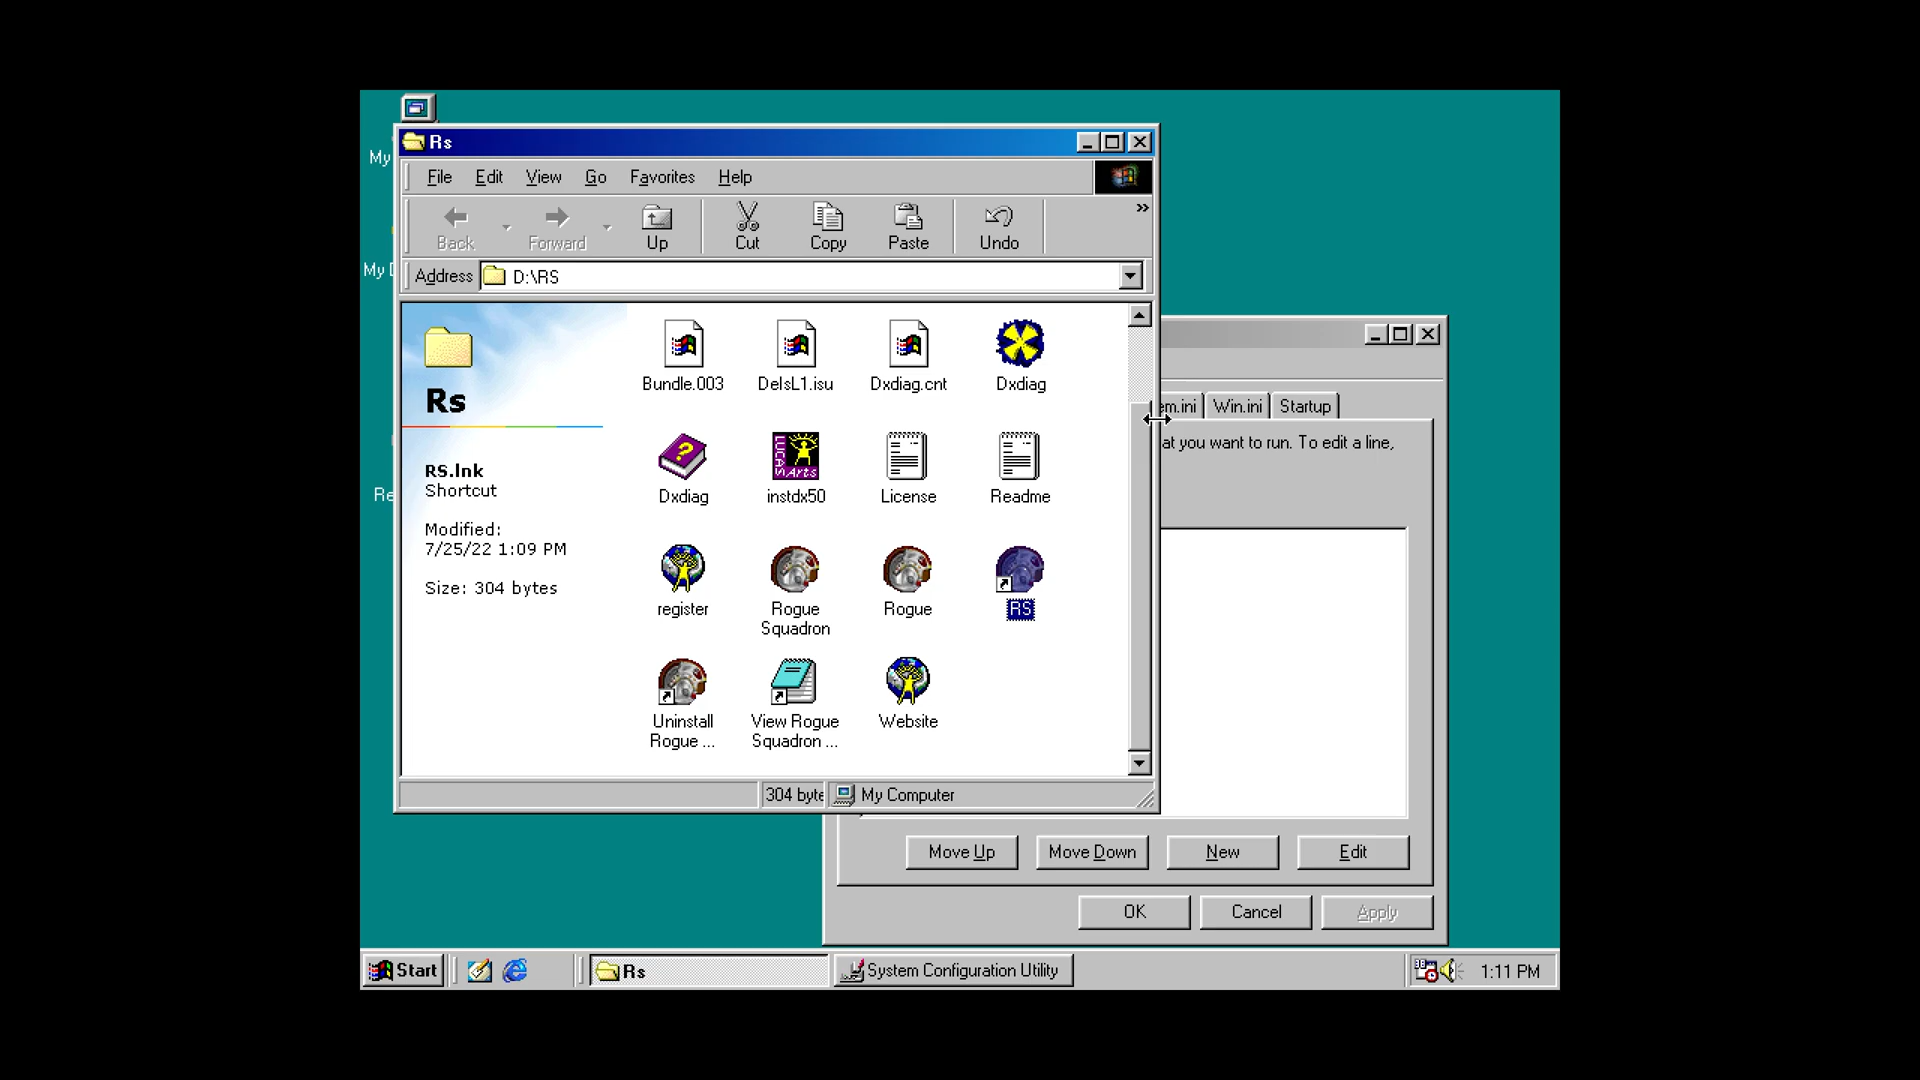 My
My D
Re
Rs
File Edit View Go Favorites Help
Back Forward Up Cut Copy Paste Undo »
Address D:\RS
Rs
RS.lnk
Shortcut
Modified:
7/25/22 1:09 PM
Size: 304 bytes
Bundle.003 DeIsL1.isu Dxdiag.cnt Dxdiag
LUCAS Arts
Dxdiag instdx50 License Readme
register Rogue Squadron Rogue RS
Uninstall Rogue ... View Rogue Squadron ... Website
304 byte My Computer
em.ini Win.ini Startup
at you want to run. To edit a line,
Move Up Move Down New Edit
OK Cancel Apply
Start Rs System Configuration Utility 1:11 PM